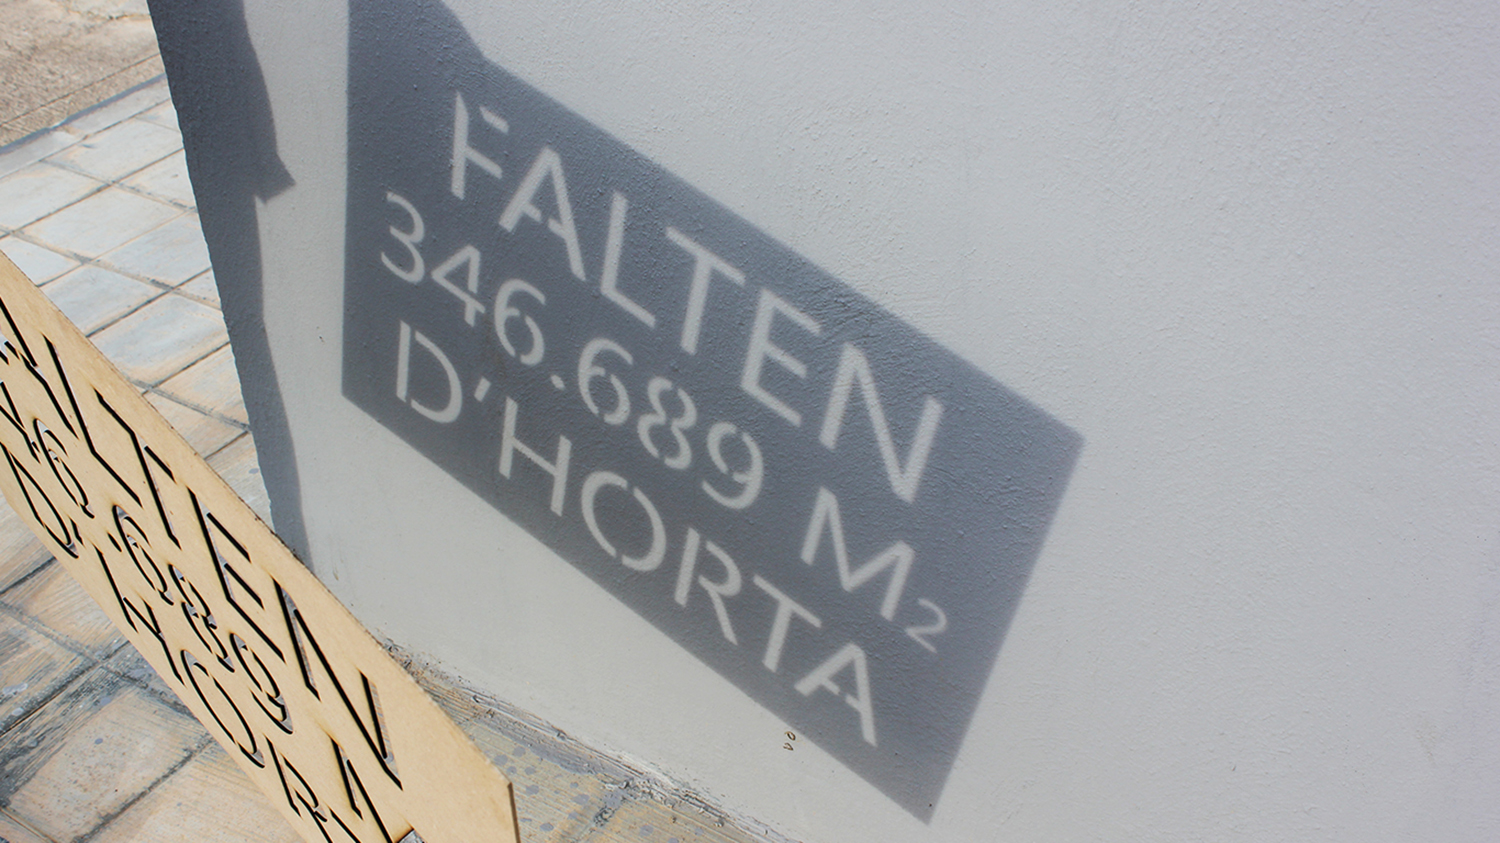 FALTEN
346.689 M2
D'HORTA